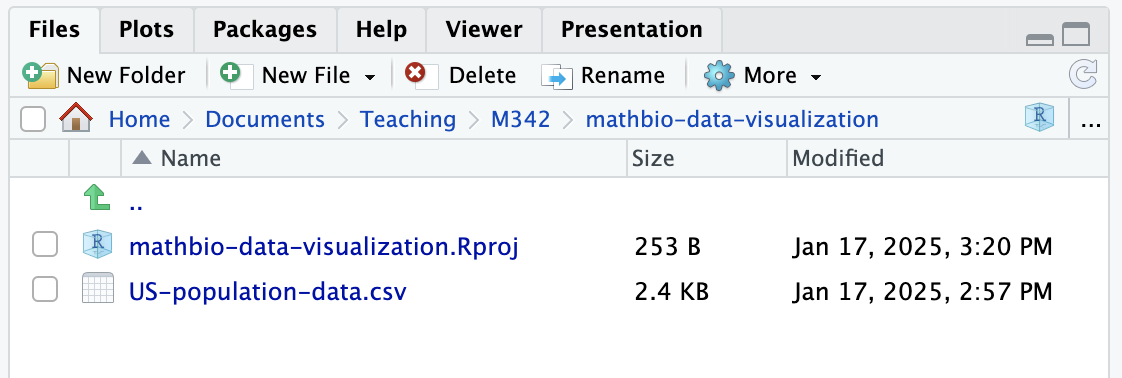 Files Plots Packages Help Viewer Presentation
New Folder New File Delete Rename More
Home Documents Teaching M342 mathbio-data-visualization R ...
Name Size Modified
..
R mathbio-data-visualization.Rproj 253 B Jan 17, 2025, 3:20 PM
US-population-data.csv 2.4 KB Jan 17, 2025, 2:57 PM